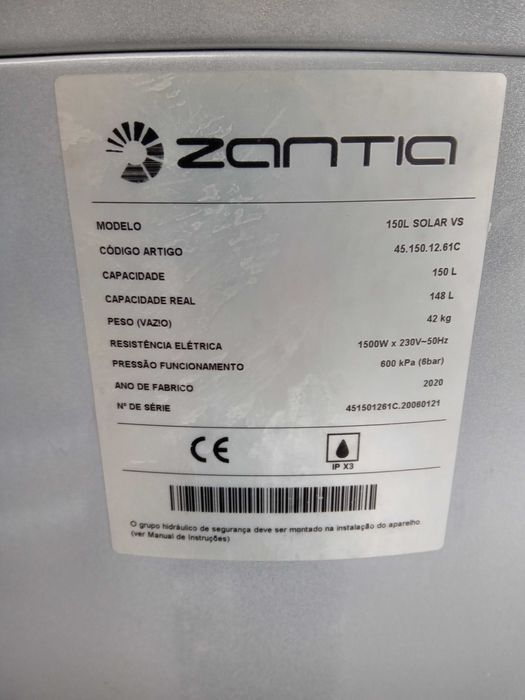 ZANTIA
MODELO 150L SOLAR VS
CÓDIGO ARTIGO 45.150.12.61C
CAPACIDADE 150 L
CAPACIDADE REAL 148 L
PESO (VAZIO) 42 kg
RESISTÊNCIA ELÉTRICA 1500W x 230V~50Hz
PRESSÃO FUNCIONAMENTO 600 kPa (6bar)
ANO DE FABRICO 2020
Nº DE SÉRIE 451501261C.20060121
CE
IP X3
O grupo hidráulico de segurança deve ser montado na instalação do aparelho
(ver Manual de Instruções)